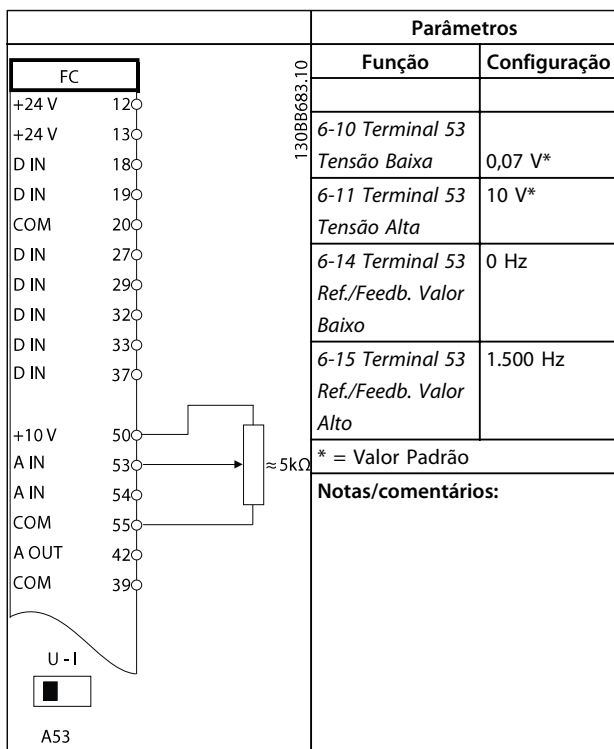 FC
+24 V 12
+24 V 13
D IN 18
D IN 19
COM 20
D IN 27
D IN 29
D IN 32
D IN 33
D IN 37
+10 V 50
A IN 53
A IN 54
COM 55
A OUT 42
COM 39
≈ 5kΩ
U - I
A53
130BB683.10
Parâmetros
Função Configuração
6-10 Terminal 53
Tensão Baixa 0,07 V*
6-11 Terminal 53 10 V*
Tensão Alta
6-14 Terminal 53 0 Hz
Ref./Feedb. Valor
Baixo
6-15 Terminal 53 1.500 Hz
Ref./Feedb. Valor
Alto
* = Valor Padrão
Notas/comentários: